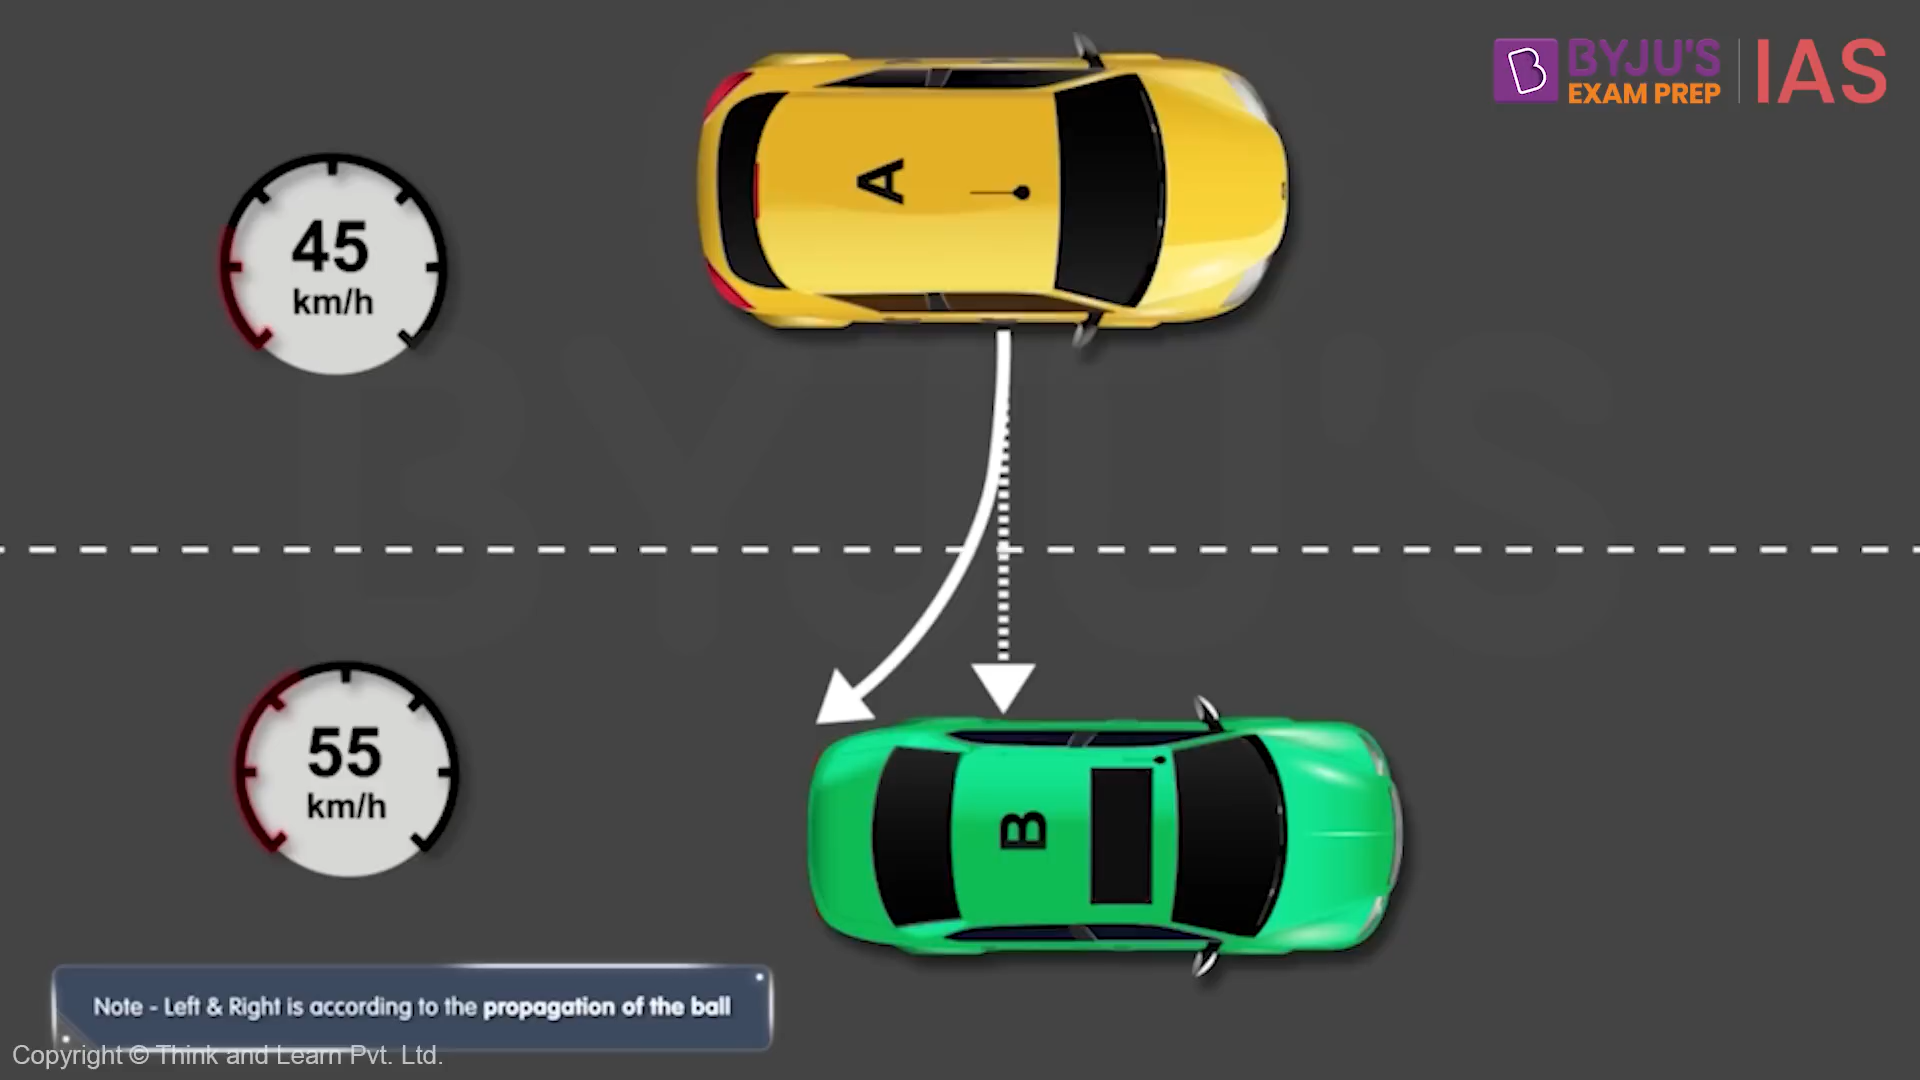 BYJU'S
EXAM PREP
IAS
A
45
km/h
BYJU'S
55
km/h
B
Note - Left & Right is according to the propagation of the ball
Copyright © Think and Learn Pvt. Ltd.